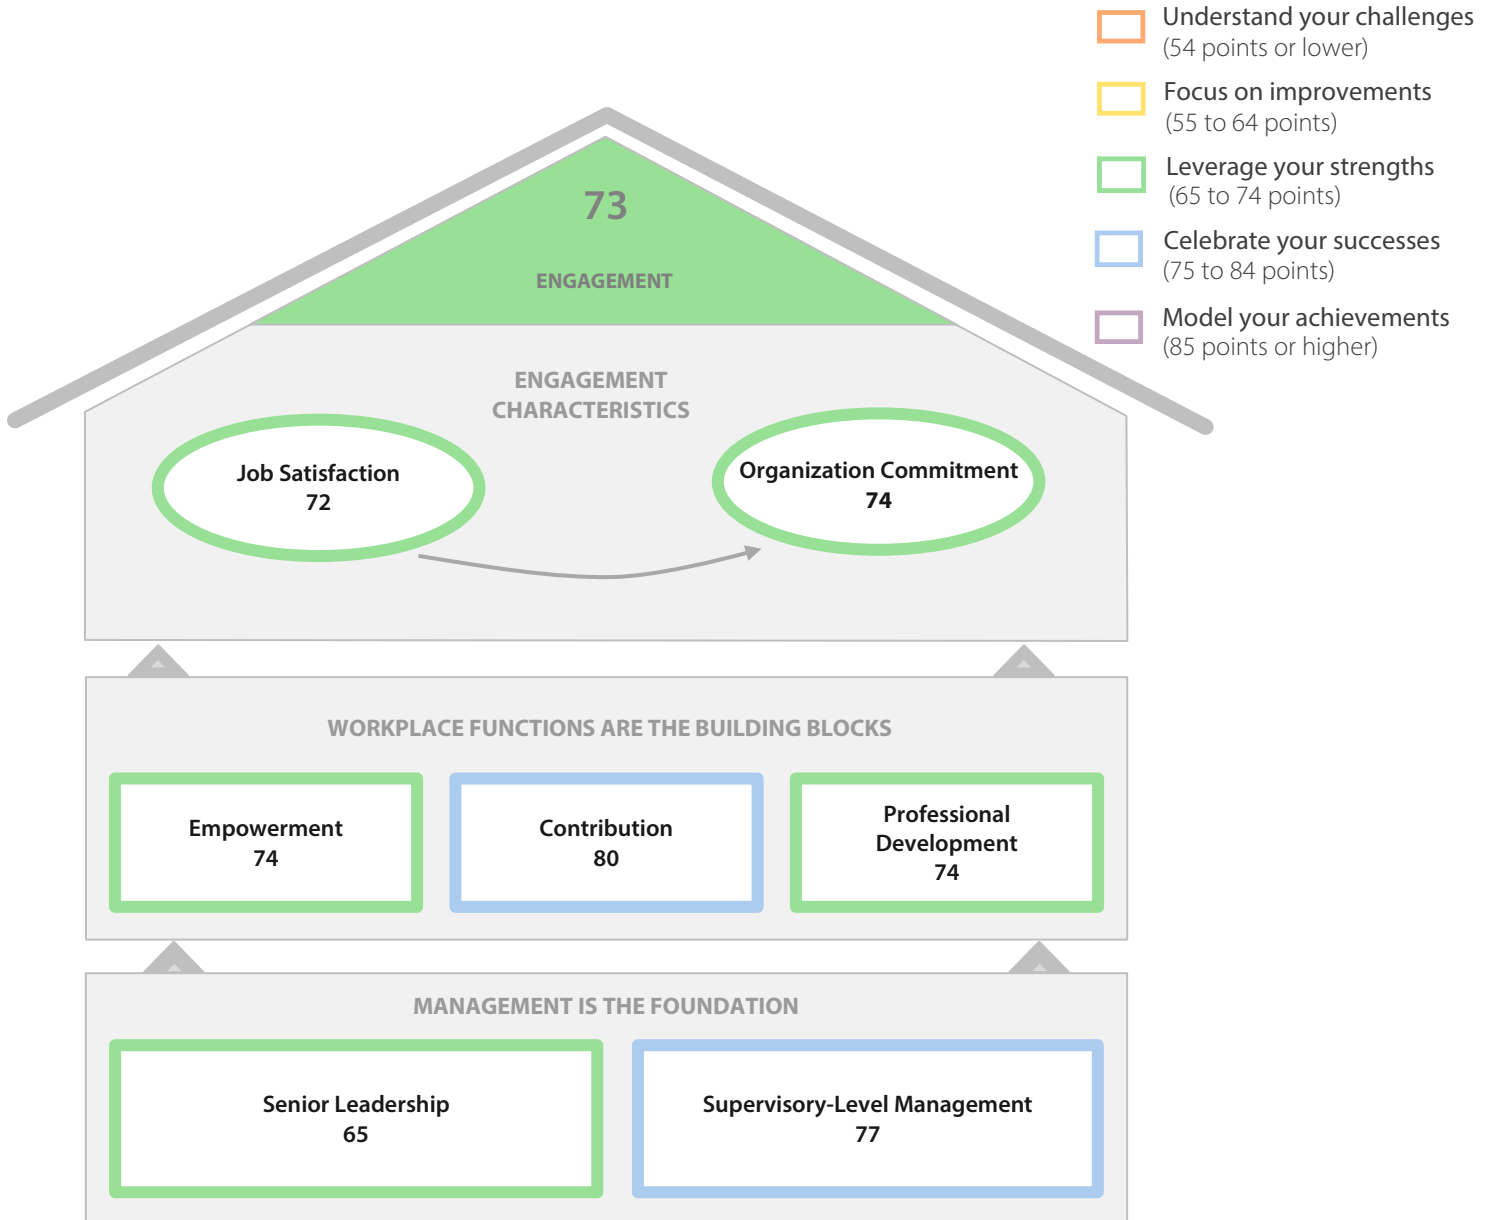 Understand your challenges
(54 points or lower)
Focus on improvements
(55 to 64 points)
Leverage your strengths
(65 to 74 points)
Celebrate your successes
(75 to 84 points)
Model your achievements
(85 points or higher)
73
ENGAGEMENT
ENGAGEMENT
CHARACTERISTICS
Job Satisfaction
72
Organization Commitment
74
WORKPLACE FUNCTIONS ARE THE BUILDING BLOCKS
Empowerment
74
Contribution
80
Professional
Development
74
MANAGEMENT IS THE FOUNDATION
Senior Leadership
65
Supervisory-Level Management
77